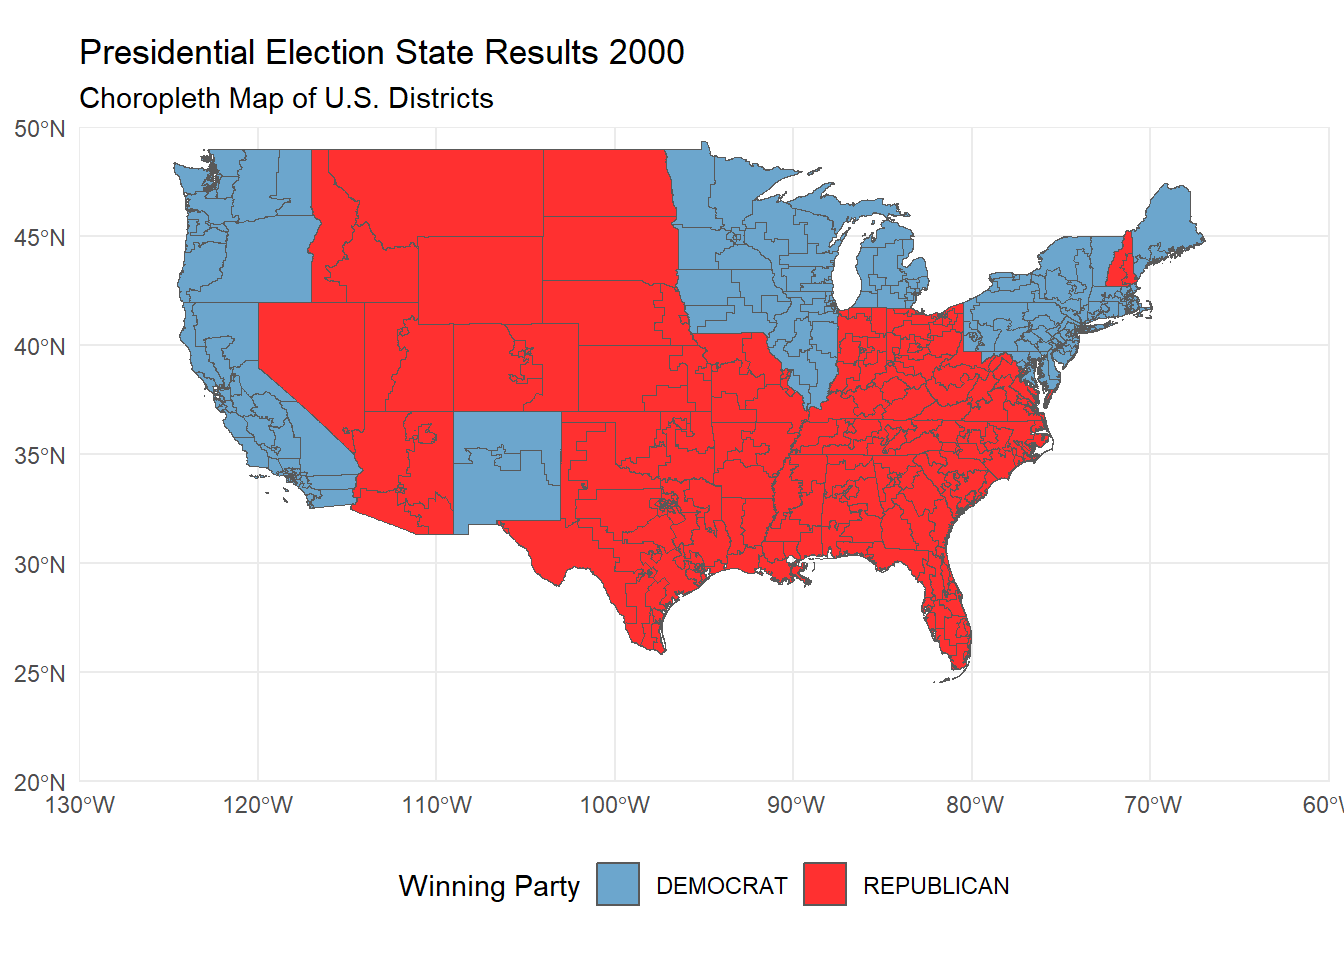 Presidential Election State Results 2000
Choropleth Map of U.S. Districts
50°N
45°N
40°N
35°N
30°N
25°N
20°N
130°W 120°W 110°W 100°W 90°W 80°W 70°W 60°W
Winning Party DEMOCRAT REPUBLICAN